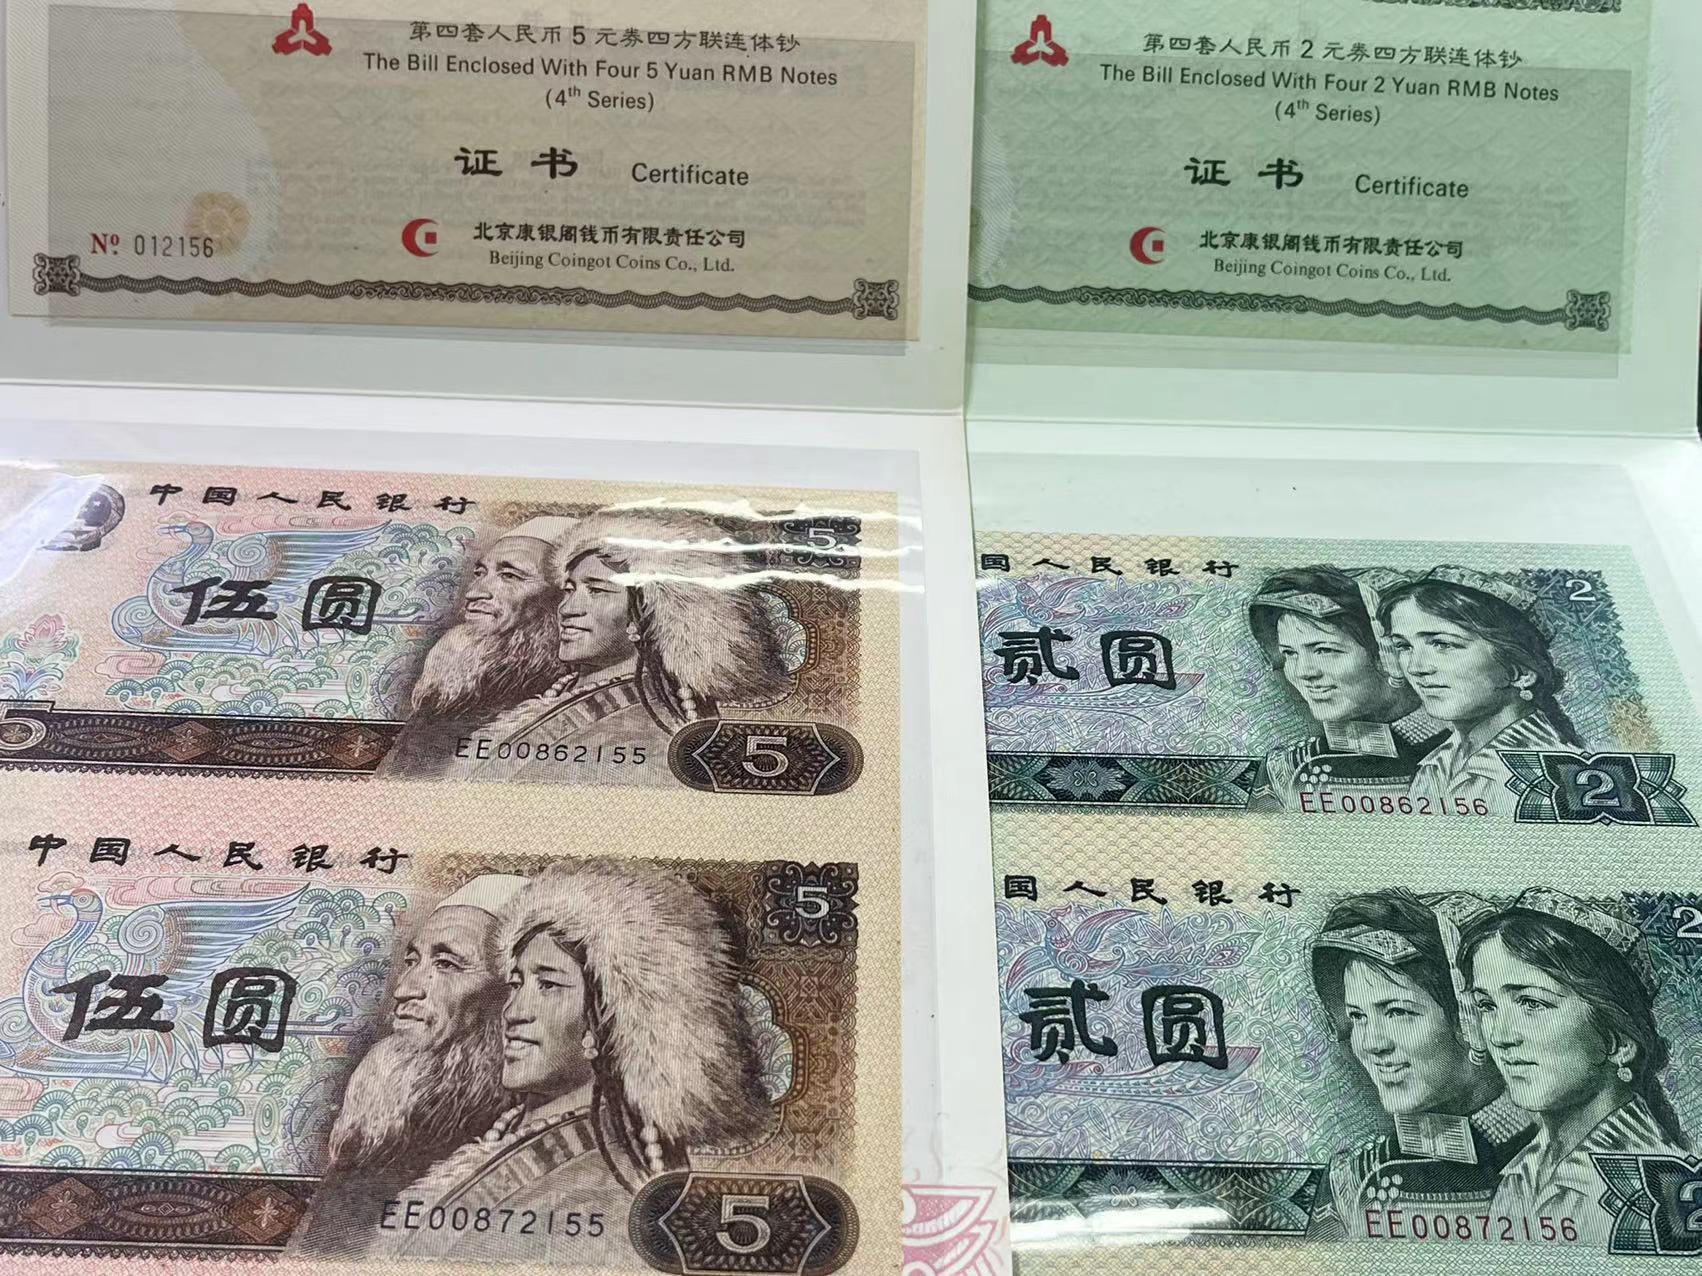 第四套人民币5元券四方联连体钞
The Bill Enclosed With Four 5 Yuan RMB Notes
(4th Series)
证书 Certificate
北京康银阁钱币有限责任公司
Beijing Coingot Coins Co., Ltd.
Nº 012156
第四套人民币2元券四方联连体钞
The Bill Enclosed With Four 2 Yuan RMB Notes
(4th Series)
证书 Certificate
北京康银阁钱币有限责任公司
Beijing Coingot Coins Co., Ltd.
中国人民银行
5
伍圆
5
EE00862155
5
中国人民银行
5
伍圆
EE00872155
5
国人民银行
2
贰圆
EE00862156
2
国人民银行
2
贰圆
EE00872156
2